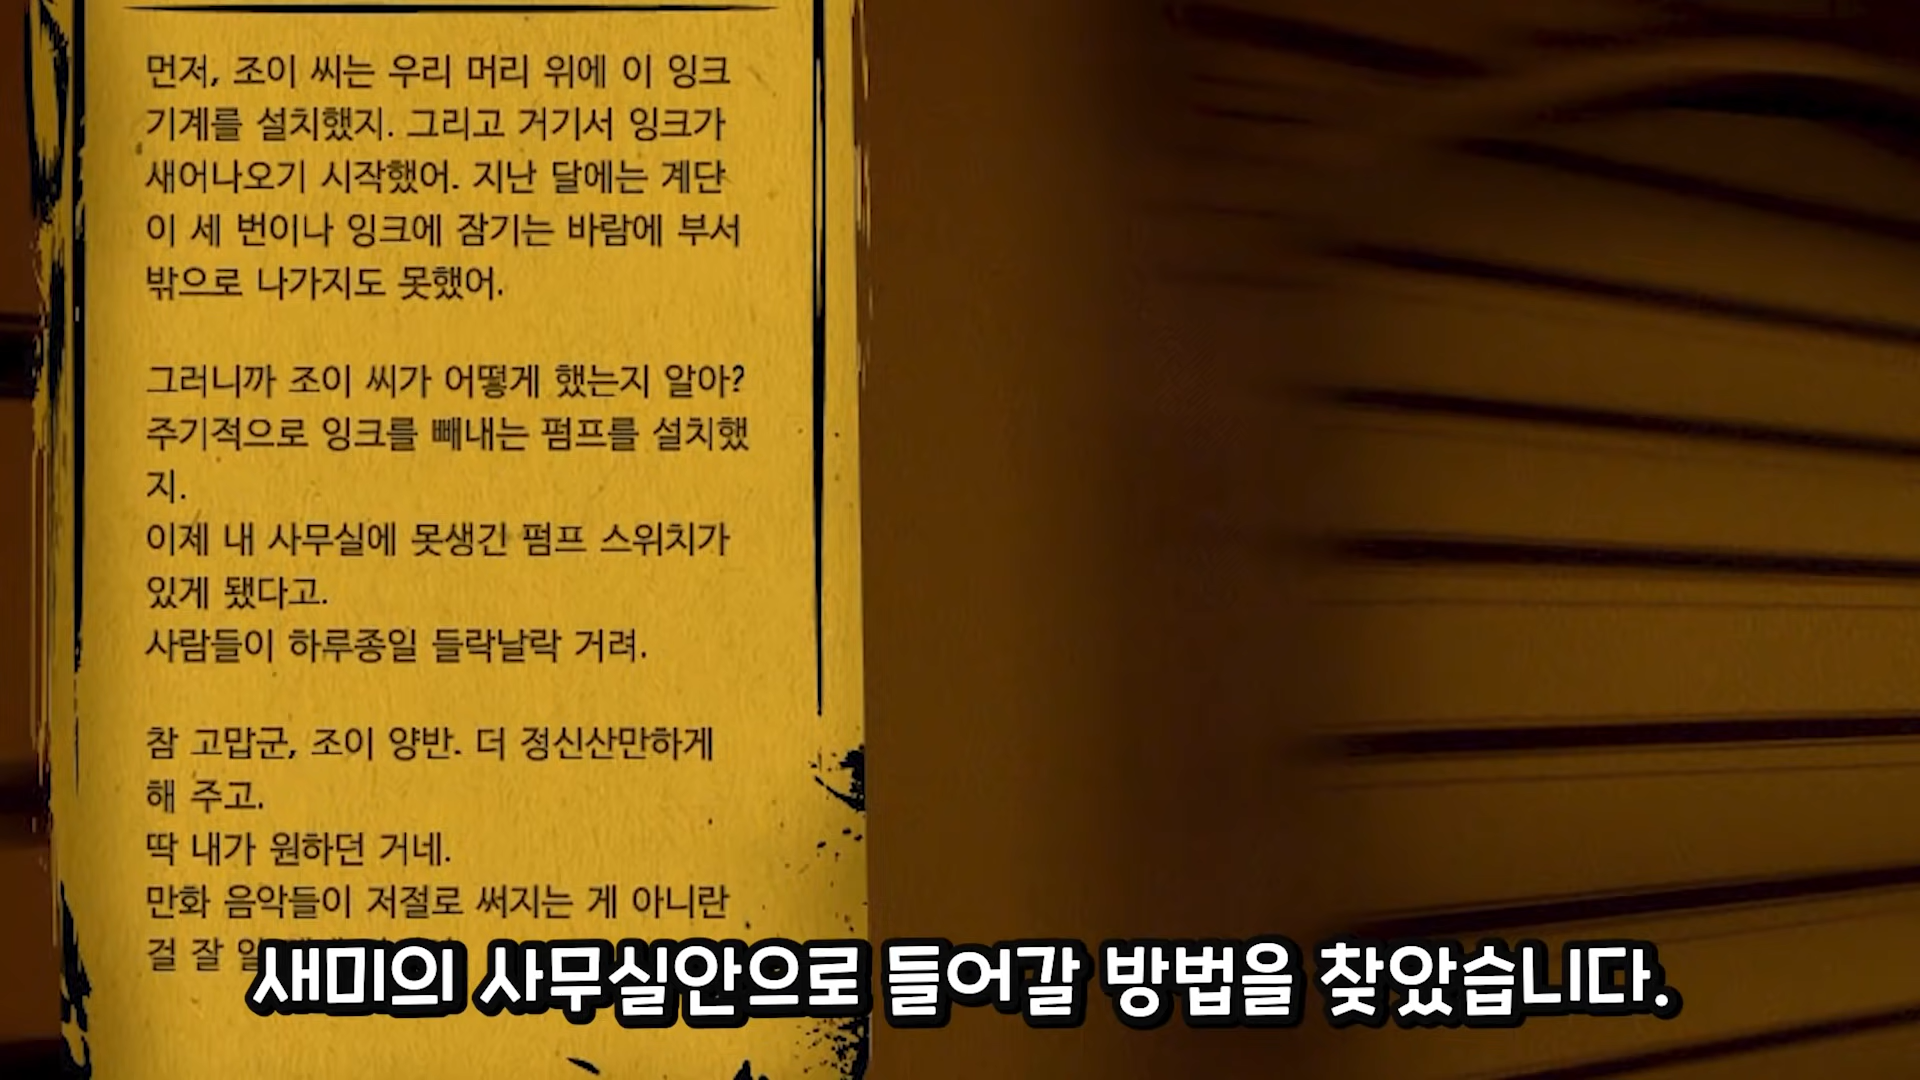 먼저, 조이 씨는 우리 머리 위에 이 잉크
기계를 설치했지. 그리고 거기서 잉크가
새어나오기 시작했어. 지난 달에는 계단
이 세 번이나 잉크에 잠기는 바람에 부서
밖으로 나가지도 못했어.
그러니까 조이 씨가 어떻게 했는지 알아?
주기적으로 잉크를 빼내는 펌프를 설치했
지.
이제 내 사무실에 못생긴 펌프 스위치가
있게 됐다고.
사람들이 하루종일 들락날락 거려.
참 고맙군, 조이 양반. 더 정신산만하게
해 주고.
딱 내가 원하던 거네.
만화 음악들이 저절로 써지는 게 아니란
걸 잘
새미의 사무실안으로 들어갈 방법을 찾았습니다.